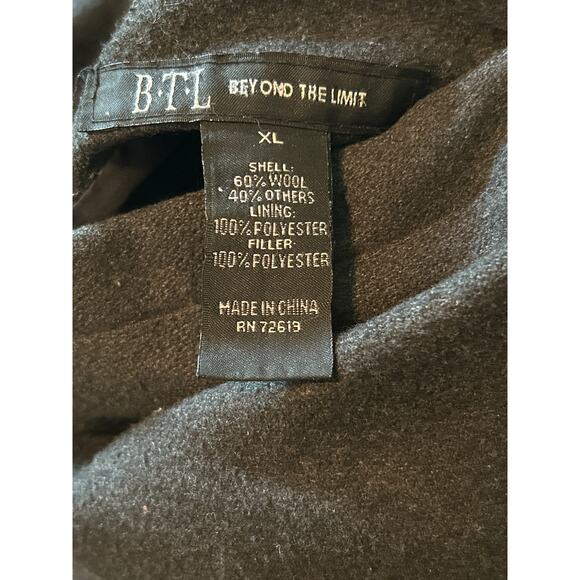 B·T·L BEYOND THE LIMIT
XL
SHELL:
60% WOOL
40% OTHERS
LINING:
100% POLYESTER
FILLER:
100% POLYESTER
MADE IN CHINA
RN 72619